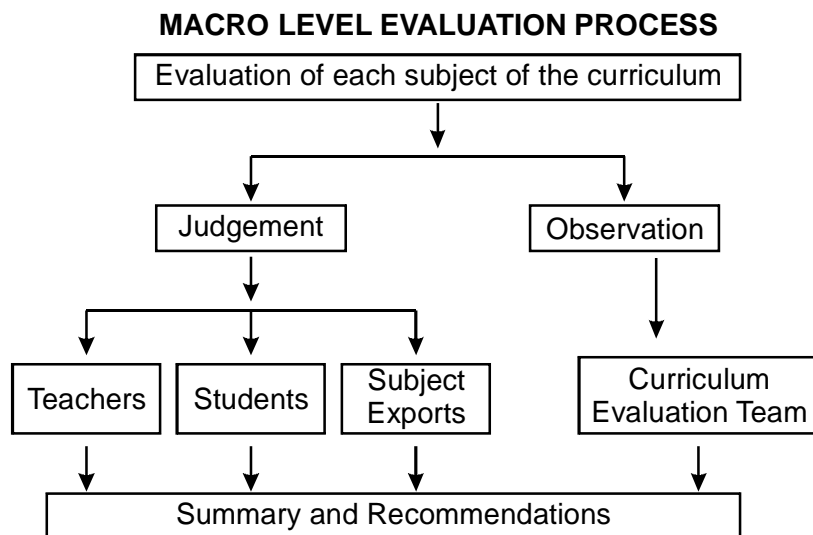 MACRO LEVEL EVALUATION PROCESS
Evaluation of each subject of the curriculum
Judgement
Observation
Teachers
Students
Subject
Exports
Curriculum
Evaluation Team
Summary and Recommendations